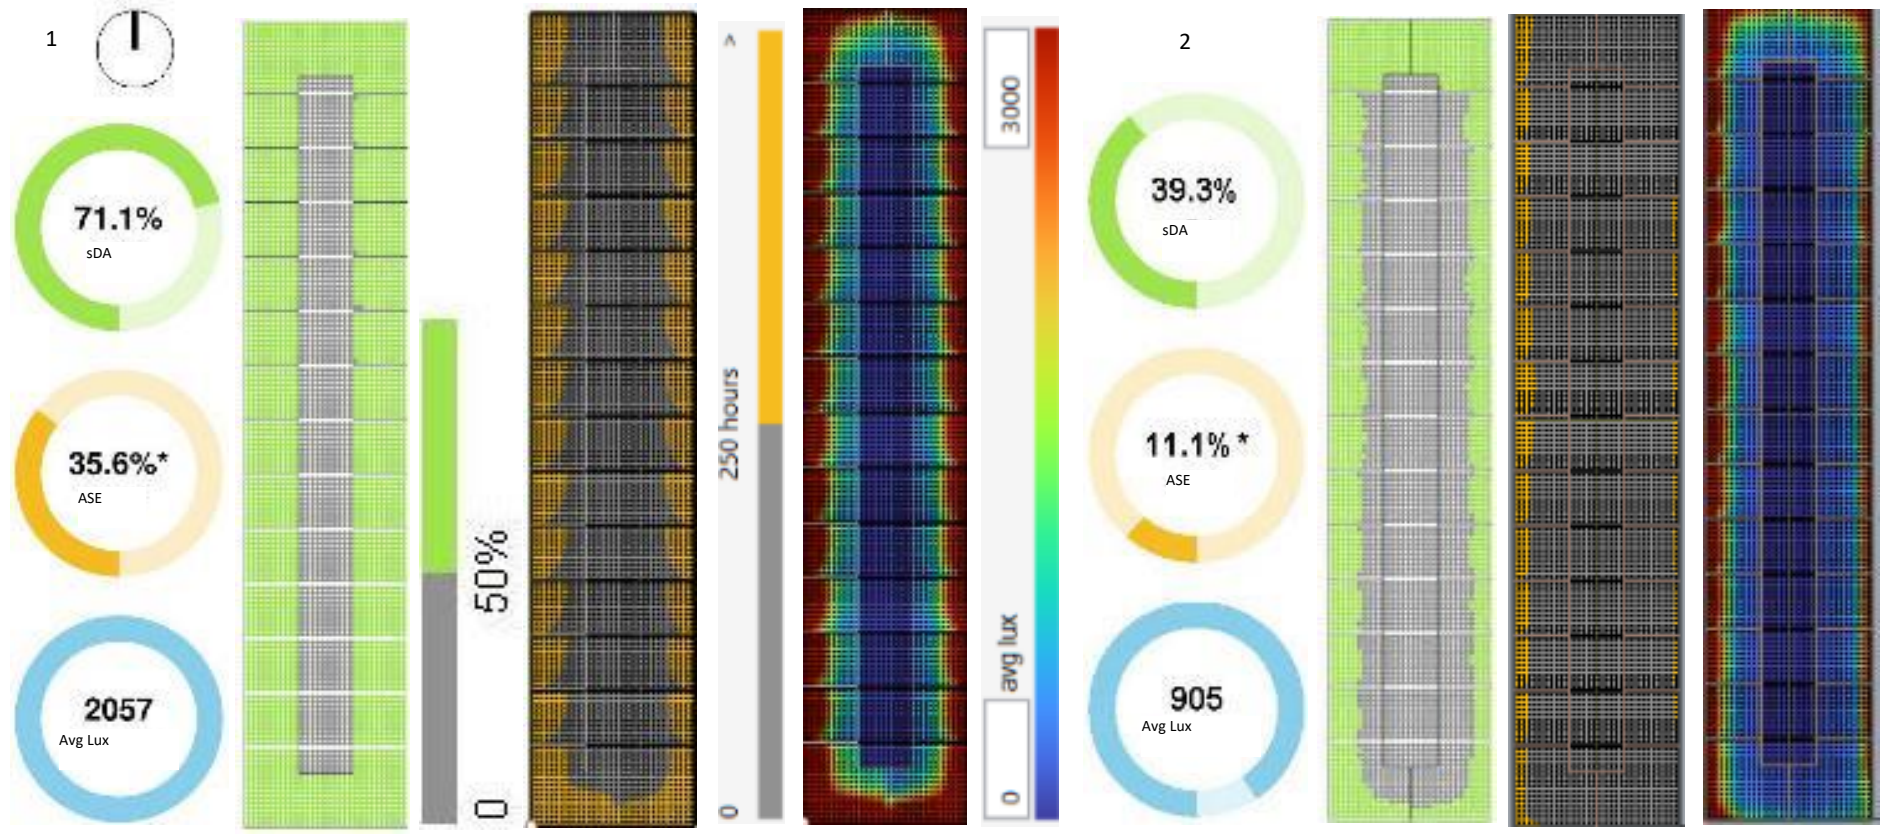 1
71.1%
sDA
35.6%*
ASE
2057
Avg Lux
50%
0
>
250 hours
0
3000
avg lux
0
2
39.3%
sDA
11.1% *
ASE
905
Avg Lux